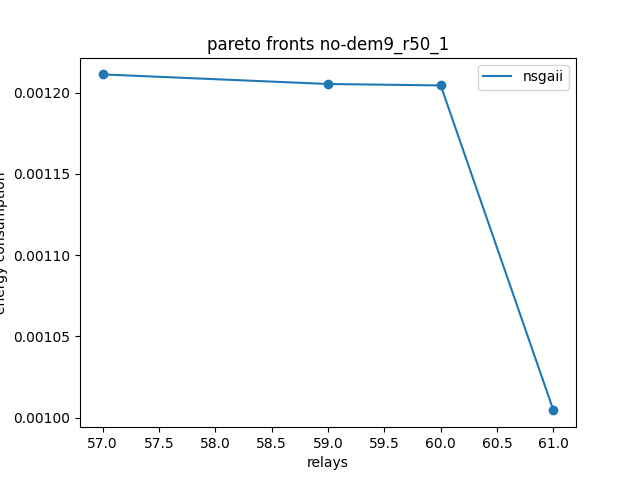 pareto fronts no-dem9_r50_1
nsgaii
0.00120
0.00115
0.00110
0.00105
0.00100
energy consumption
57.0 57.5 58.0 58.5 59.0 59.5 60.0 60.5 61.0
relays